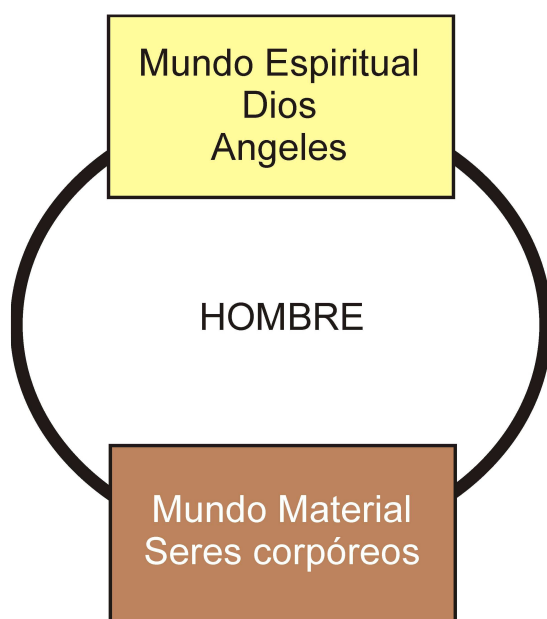 Mundo Espiritual
Dios
Angeles
HOMBRE
Mundo Material
Seres corpóreos